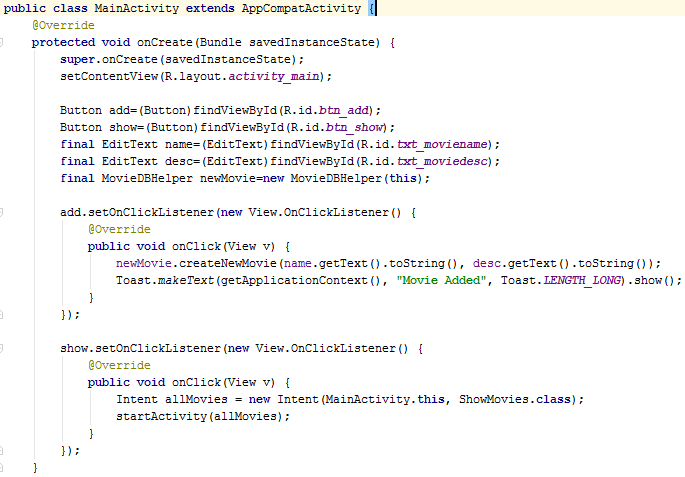 public class MainActivity extends AppCompatActivity {
    @Override
    protected void onCreate(Bundle savedInstanceState) {
        super.onCreate(savedInstanceState);
        setContentView(R.layout.activity_main);

        Button add=(Button)findViewById(R.id.btn_add);
        Button show=(Button)findViewById(R.id.btn_show);
        final EditText name=(EditText)findViewById(R.id.txt_moviename);
        final EditText desc=(EditText)findViewById(R.id.txt_moviedesc);
        final MovieDBHelper newMovie=new MovieDBHelper(this);

        add.setOnClickListener(new View.OnClickListener() {
            @Override
            public void onClick(View v) {
                newMovie.createNewMovie(name.getText().toString(), desc.getText().toString());
                Toast.makeText(getApplicationContext(), "Movie Added", Toast.LENGTH_LONG).show();
            }
        });

        show.setOnClickListener(new View.OnClickListener() {
            @Override
            public void onClick(View v) {
                Intent allMovies = new Intent(MainActivity.this, ShowMovies.class);
                startActivity(allMovies);
            }
        });
    }